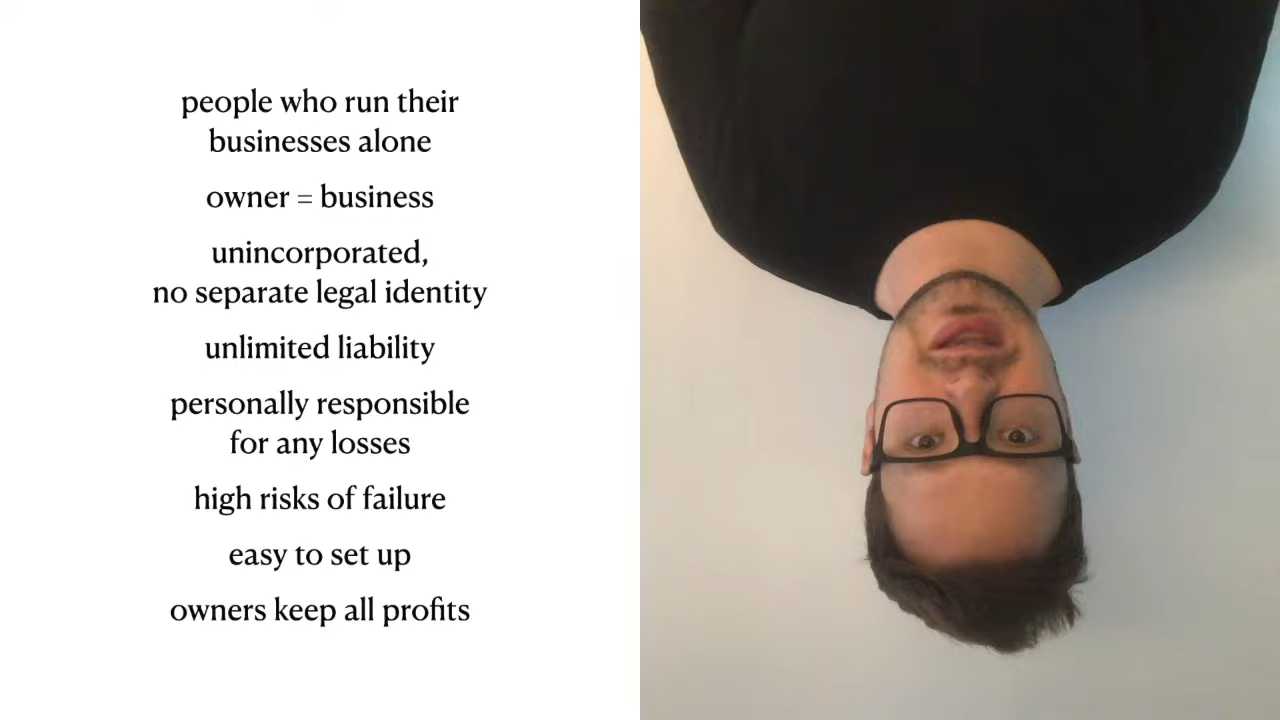 people who run their
businesses alone
owner = business
unincorporated,
no separate legal identity
unlimited liability
personally responsible
for any losses
high risks of failure
easy to set up
owners keep all profits